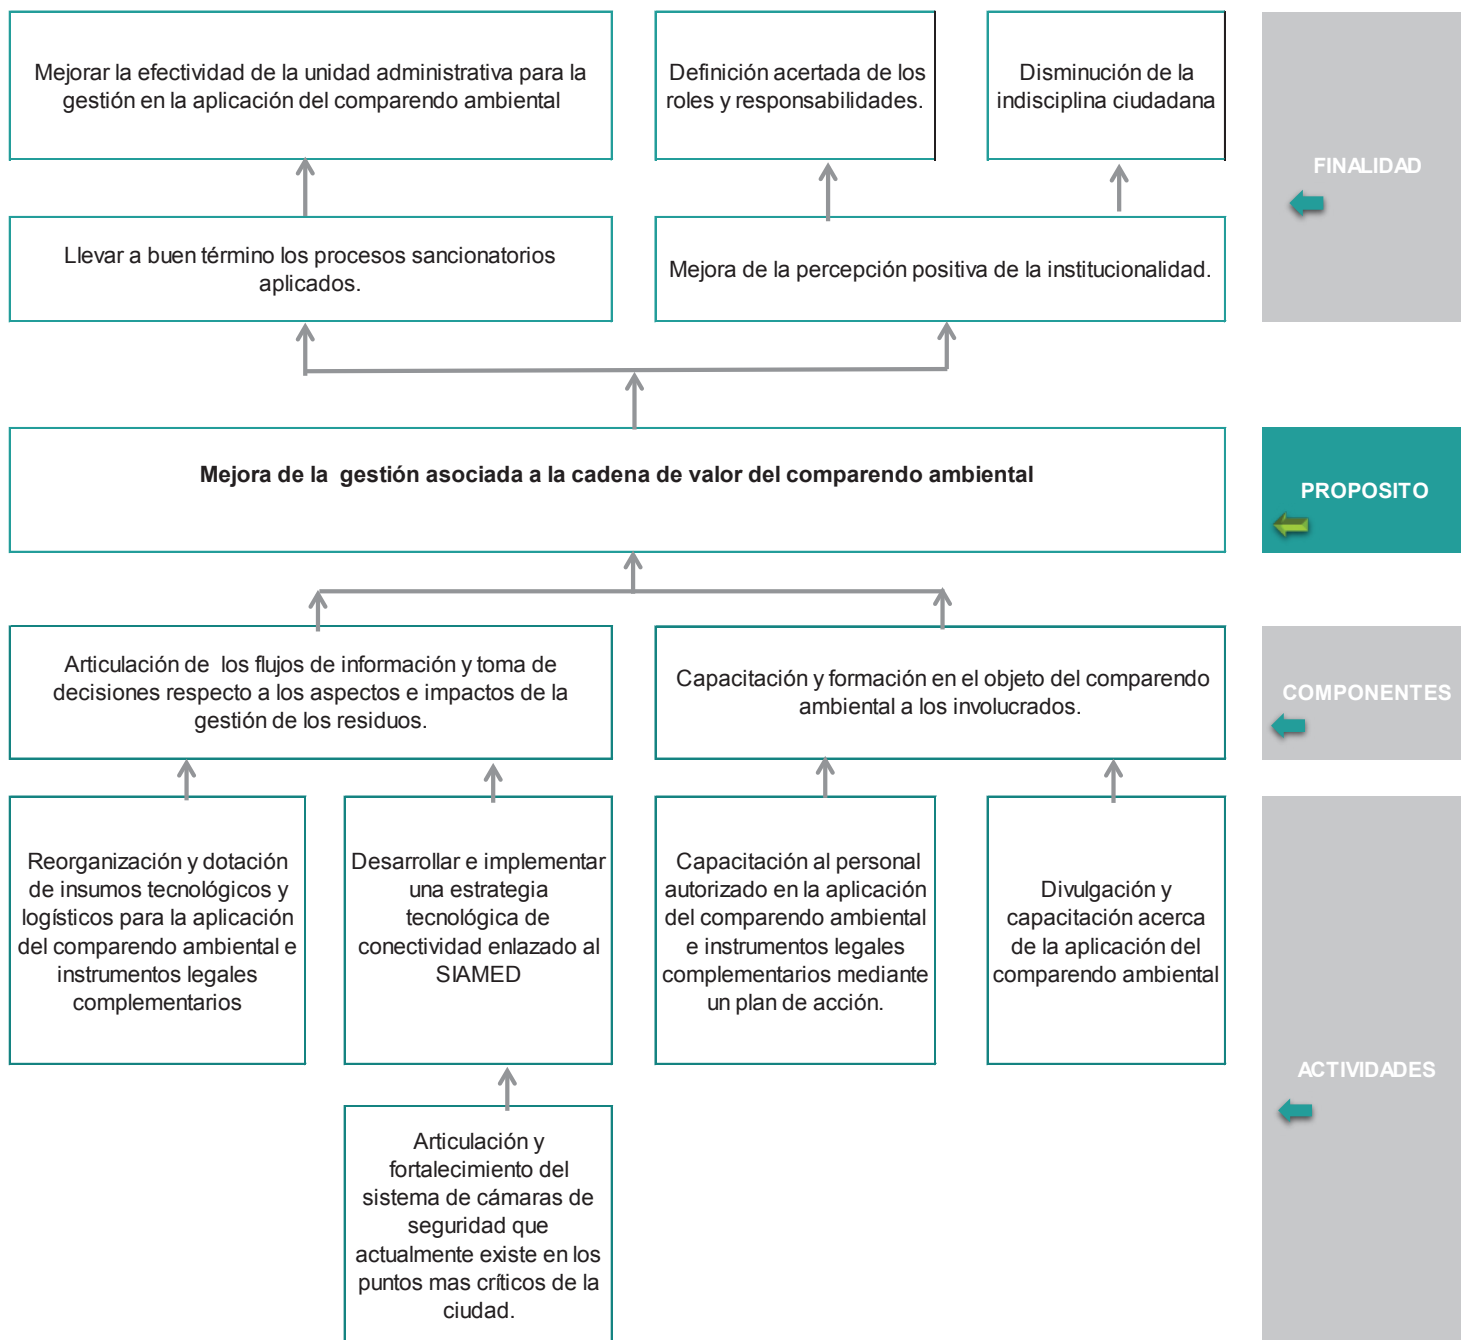 Mejorar la efectividad de la unidad administrativa para la
gestión en la aplicación del comparendo ambiental
Definición acertada de los
roles y responsabilidades.
Disminución de la
indisciplina ciudadana
FINALIDAD
Llevar a buen término los procesos sancionatorios
aplicados.
Mejora de la percepción positiva de la institucionalidad.
Mejora de la  gestión asociada a la cadena de valor del comparendo ambiental
PROPOSITO
Articulación de  los flujos de información y toma de
decisiones respecto a los aspectos e impactos de la
gestión de los residuos.
Capacitación y formación en el objeto del comparendo
ambiental a los involucrados.
COMPONENTES
Reorganización y dotación
de insumos tecnológicos y
logísticos para la aplicación
del comparendo ambiental e
instrumentos legales
complementarios
Desarrollar e implementar
una estrategia
tecnológica de
conectividad enlazado al
SIAMED
Capacitación al personal
autorizado en la aplicación
del comparendo ambiental
e instrumentos legales
complementarios mediante
un plan de acción.
Divulgación y
capacitación acerca
de la aplicación del
comparendo ambiental
ACTIVIDADES
Articulación y
fortalecimiento del
sistema de cámaras de
seguridad que
actualmente existe en los
puntos mas críticos de la
ciudad.